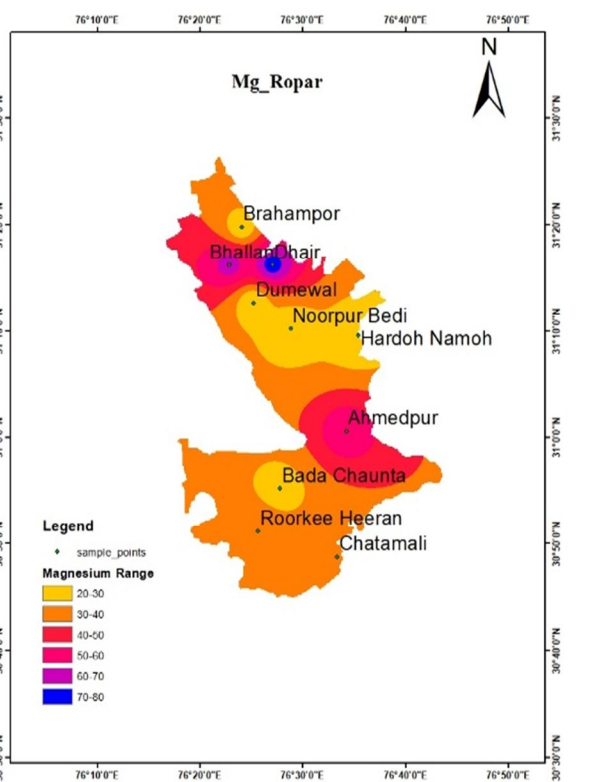 76°10'0"E 76°20'0"E 76°30'0"E 76°40'0"E 76°50'0"E
N
Mg_Ropar
Brahampor
Bhallan Dhair
Dumewal
Noorpur Bedi
Hardoh Namoh
Ahmedpur
Bada Chaunta
Roorkee Heeran
Chatamali
Legend
sample_points
Magnesium Range
20-30
30-40
40-50
50-60
60-70
70-80
31°30'0"N
31°20'0"N
31°10'0"N
31°0'0"N
30°50'0"N
30°40'0"N
30°30'0"N
76°10'0"E 76°20'0"E 76°30'0"E 76°40'0"E 76°50'0"E